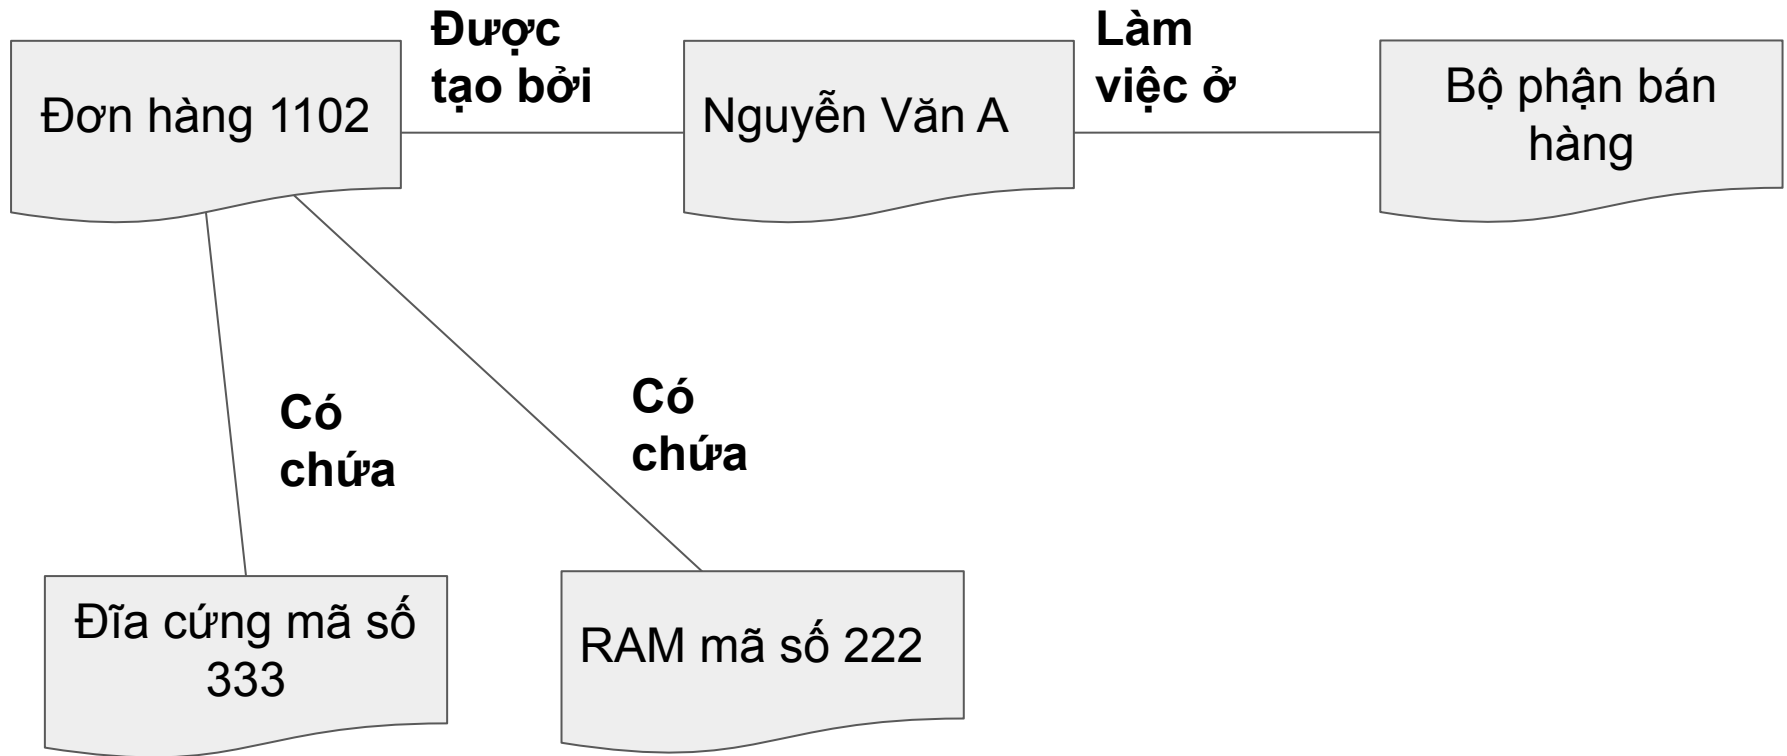 Đơn hàng 1102
Được
tạo bởi
Nguyễn Văn A
Làm
việc ở
Bộ phận bán
hàng
Có
chứa
Có
chứa
Đĩa cứng mã số
333
RAM mã số 222